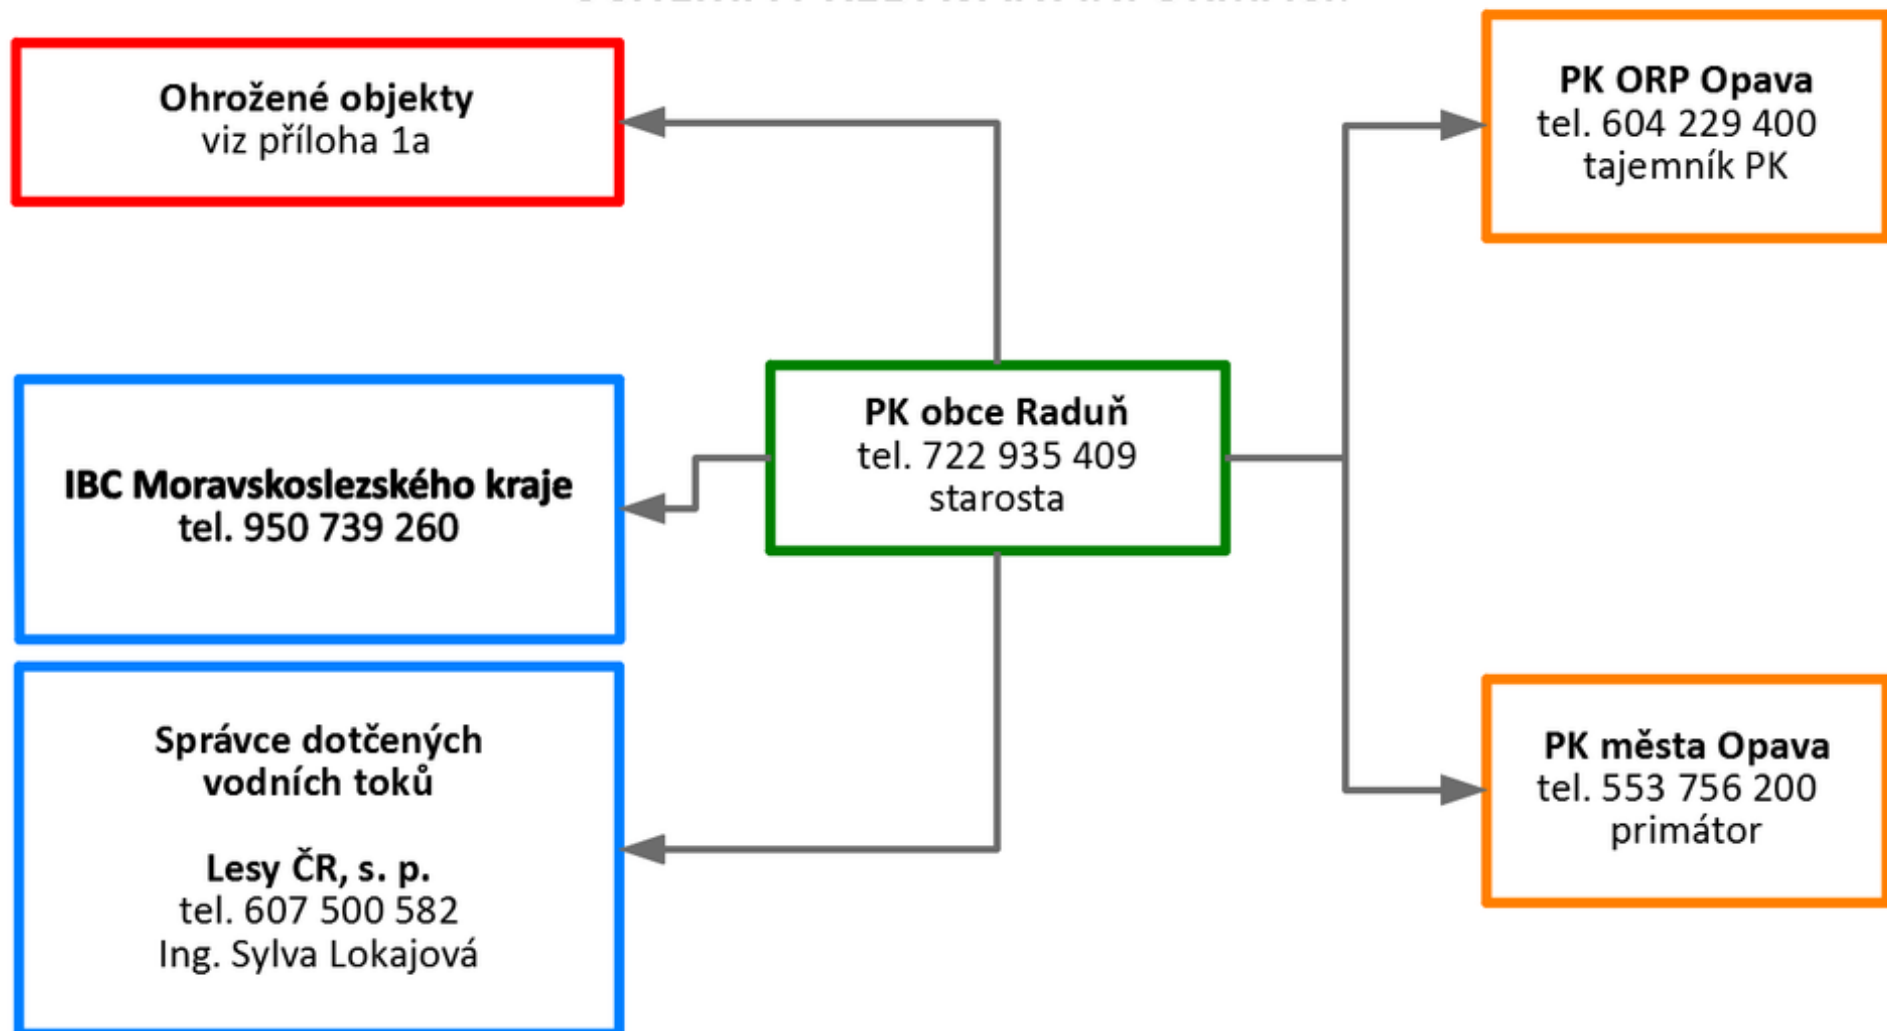 Ohrožené objekty
viz příloha 1a
PK ORP Opava
tel. 604 229 400
tajemník PK
PK obce Raduň
tel. 722 935 409
starosta
IBC Moravskoslezského kraje
tel. 950 739 260
Správce dotčených
vodních toků
Lesy ČR, s. p.
tel. 607 500 582
Ing. Sylva Lokajová
PK města Opava
tel. 553 756 200
primátor